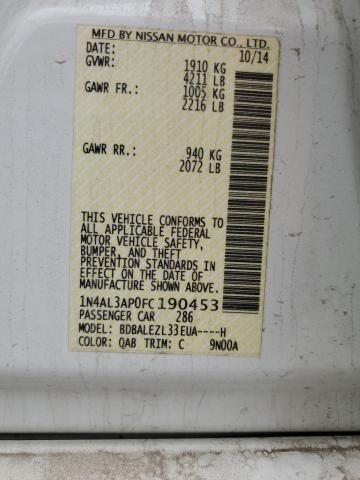 MFD BY NISSAN MOTOR CO., LTD.
DATE: 10/14
GVWR: 1910 KG
4211 LB
GAWR FR.: 1005 KG
2216 LB
GAWR RR.: 940 KG
2072 LB
THIS VEHICLE CONFORMS TO
ALL APPLICABLE FEDERAL
MOTOR VEHICLE SAFETY,
BUMPER, AND THEFT
PREVENTION STANDARDS IN
EFFECT ON THE DATE OF
MANUFACTURE SHOWN ABOVE.
1N4AL3AP0FC190453
PASSENGER CAR 286
MODEL: BDBALEZL33EUA----H
COLOR: QAB TRIM: C 9N00A